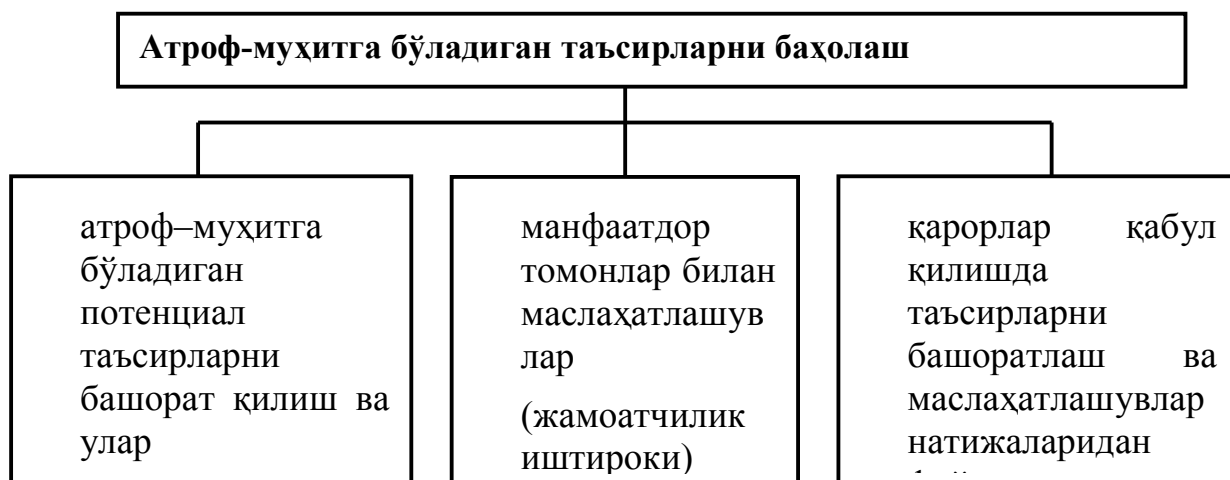 Атроф-муҳитга бўладиган таъсирларни баҳолаш
атроф–муҳитга
бўладиган
потенциал
таъсирларни
башорат қилиш ва
улар
манфаатдор
томонлар билан
маслаҳатлашув
лар
(жамоатчилик
иштироки)
қарорлар қабул
қилишда
таъсирларни
башоратлаш ва
маслаҳатлашувлар
натижаларидан